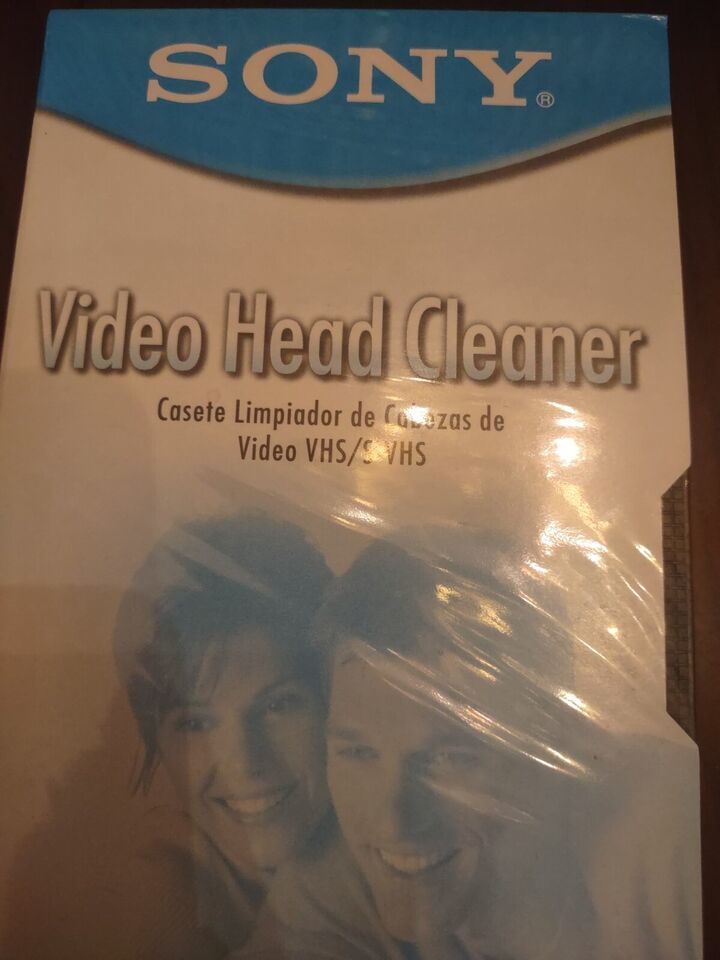 SONY®
Video Head Cleaner
Casete Limpiador de Cabezas de
Video VHS/S-VHS